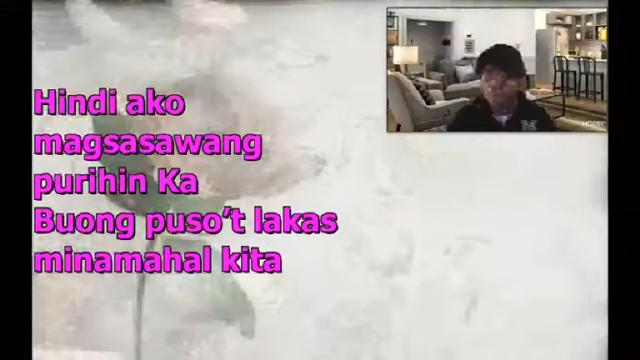 Hindi ako
magsasawang
purihin Ka
Buong puso't lakas
minamahal kita